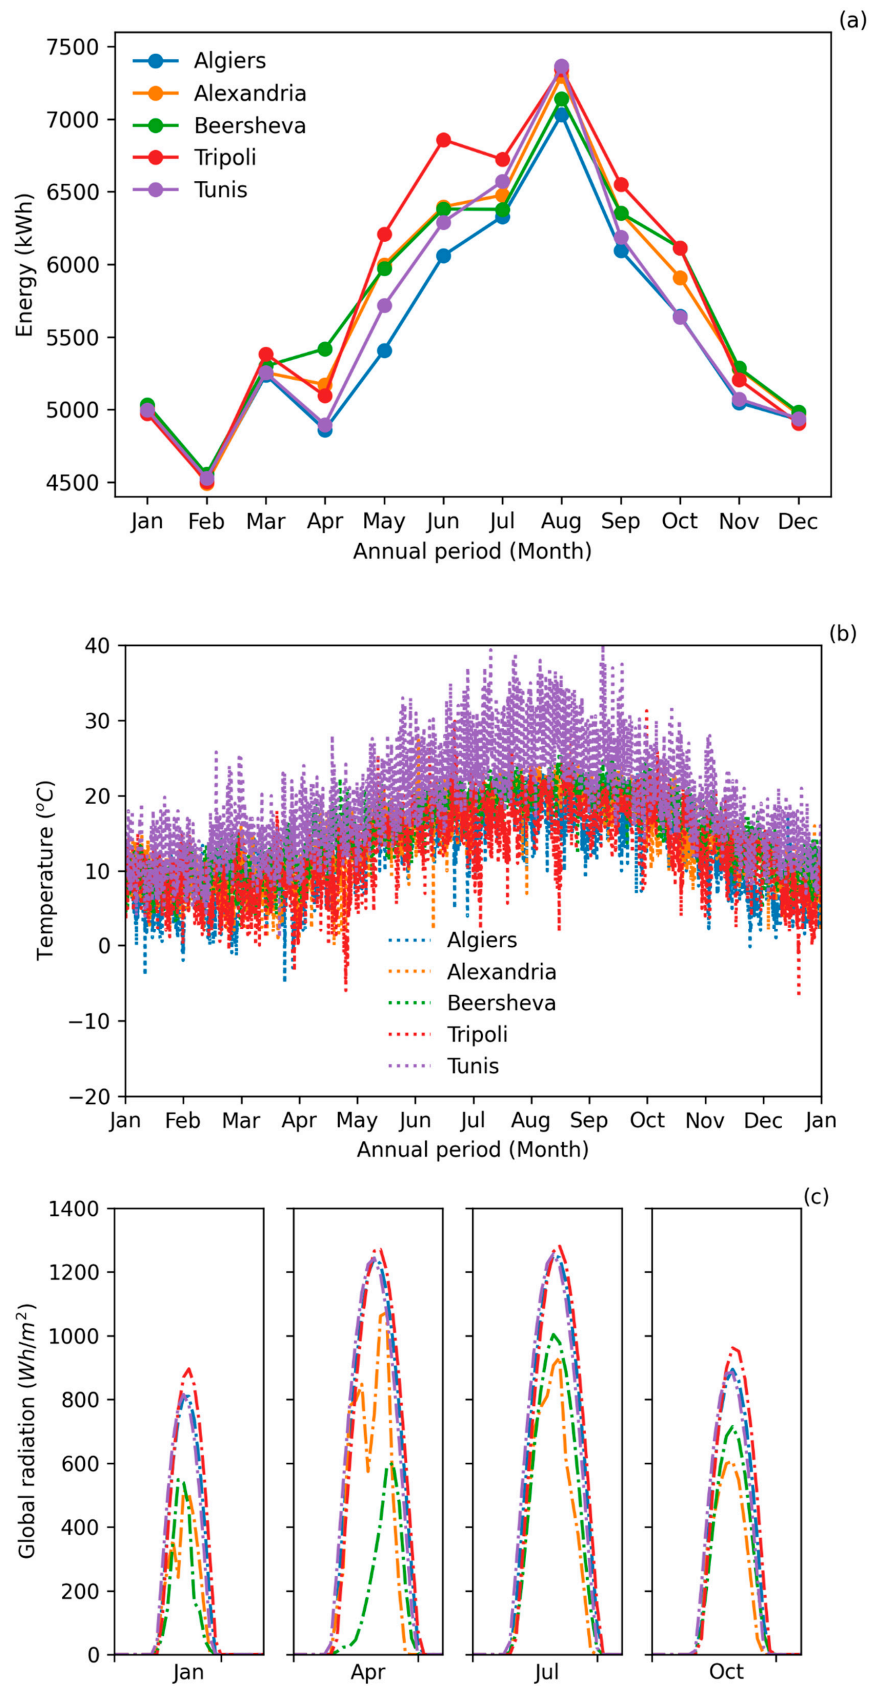 (a)
7500
7000
6500
6000
5500
5000
4500
Energy (kWh)
Algiers
Alexandria
Beersheva
Tripoli
Tunis
Jan Feb Mar Apr May Jun Jul Aug Sep Oct Nov Dec
Annual period (Month)
(b)
40
30
20
10
0
−10
−20
Temperature (°C)
Algiers
Alexandria
Beersheva
Tripoli
Tunis
Jan Feb Mar Apr May Jun Jul Aug Sep Oct Nov Dec Jan
Annual period (Month)
(c)
1400
1200
1000
800
600
400
200
0
Global radiation (Wh/m²)
Jan Apr Jul Oct